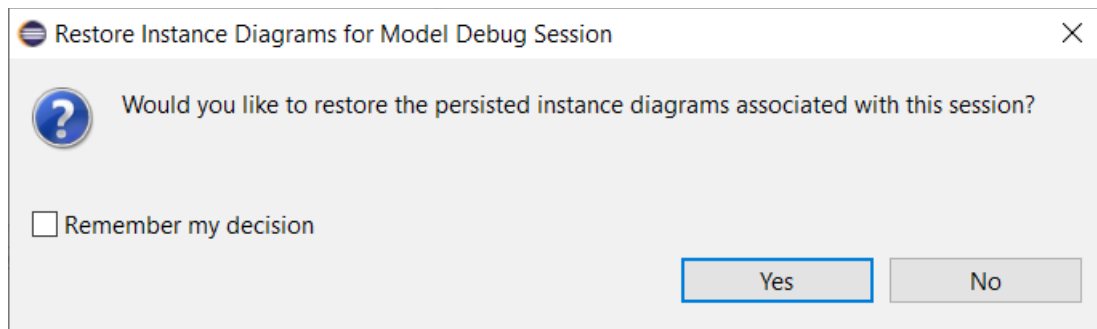 Restore Instance Diagrams for Model Debug Session
Would you like to restore the persisted instance diagrams associated with this session?
Remember my decision
Yes
No